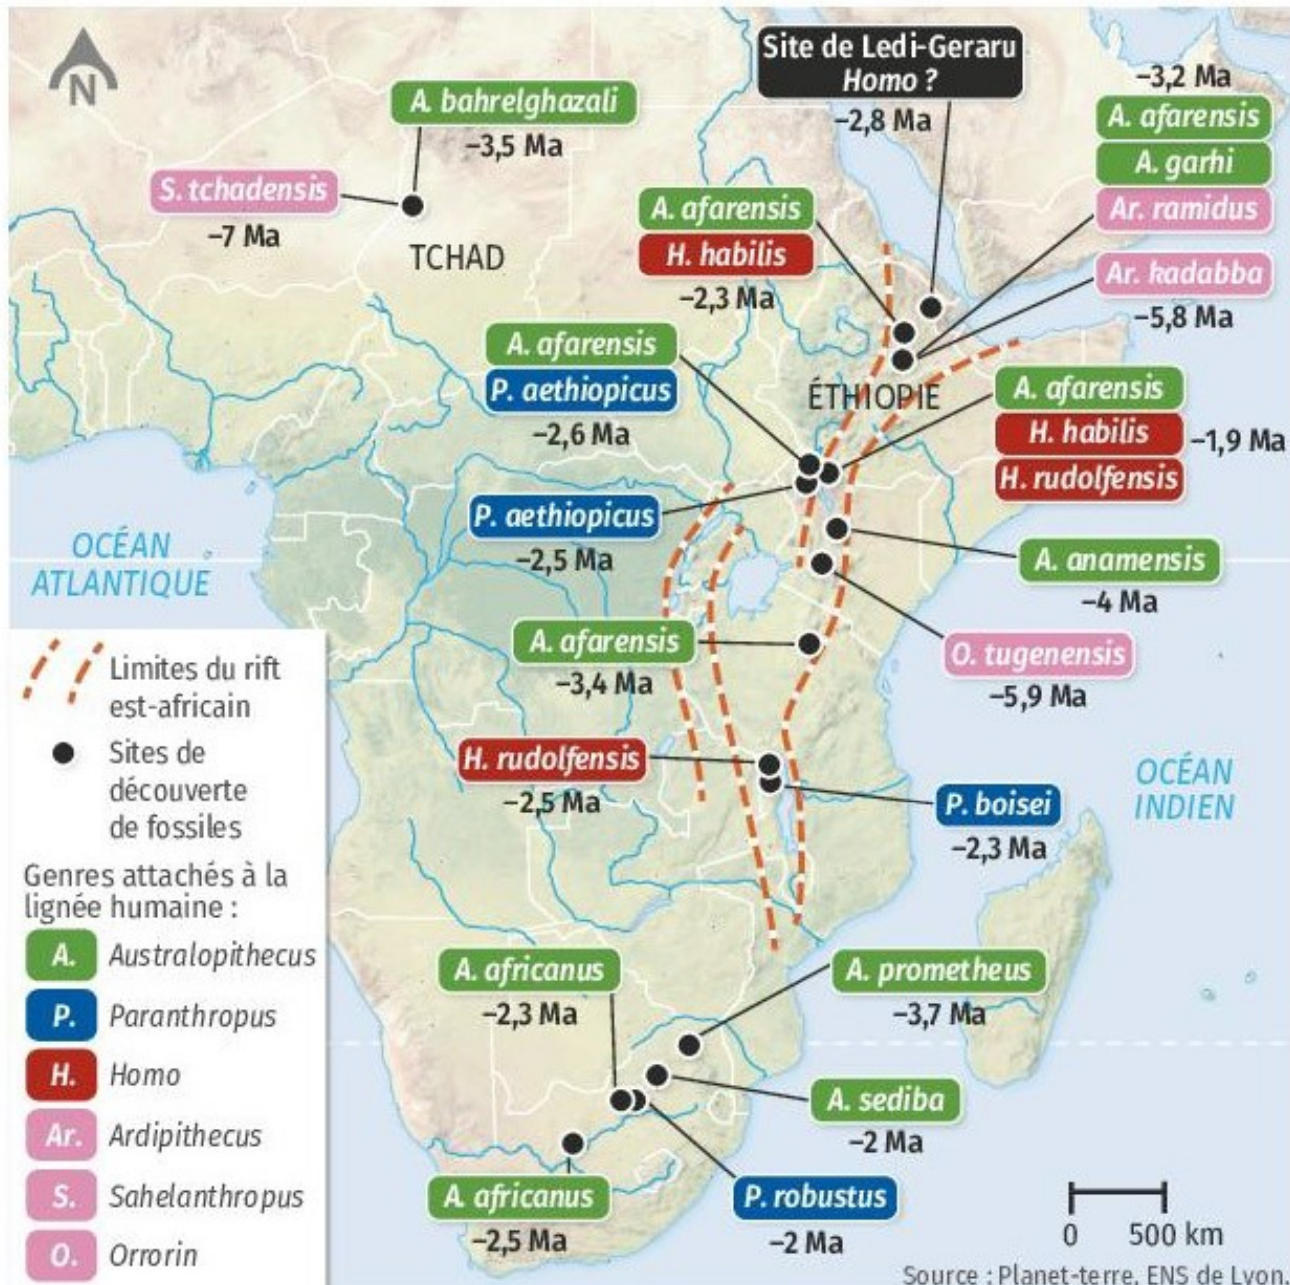 N
Site de Ledi-Geraru
Homo ?
–2,8 Ma
–3,2 Ma
A. afarensis
A. garhi
Ar. ramidus
Ar. kadabba
–5,8 Ma
A. bahrelghazali
–3,5 Ma
S. tchadensis
–7 Ma
TCHAD
A. afarensis
H. habilis
–2,3 Ma
A. afarensis
P. aethiopicus
–2,6 Ma
ÉTHIOPIE
A. afarensis
H. habilis
H. rudolfensis
–1,9 Ma
P. aethiopicus
–2,5 Ma
OCÉAN
ATLANTIQUE
A. anamensis
–4 Ma
A. afarensis
–3,4 Ma
O. tugenensis
–5,9 Ma
H. rudolfensis
–2,5 Ma
P. boisei
–2,3 Ma
OCÉAN
INDIEN
A. africanus
–2,3 Ma
A. prometheus
–3,7 Ma
A. sediba
–2 Ma
A. africanus
–2,5 Ma
P. robustus
–2 Ma
Limites du rift
est-africain
Sites de
découverte
de fossiles
Genres attachés à la
lignée humaine :
A. Australopithecus
P. Paranthropus
H. Homo
Ar. Ardipithecus
S. Sahelanthropus
O. Orrorin
0 500 km
Source : Planet-terre, ENS de Lyon.